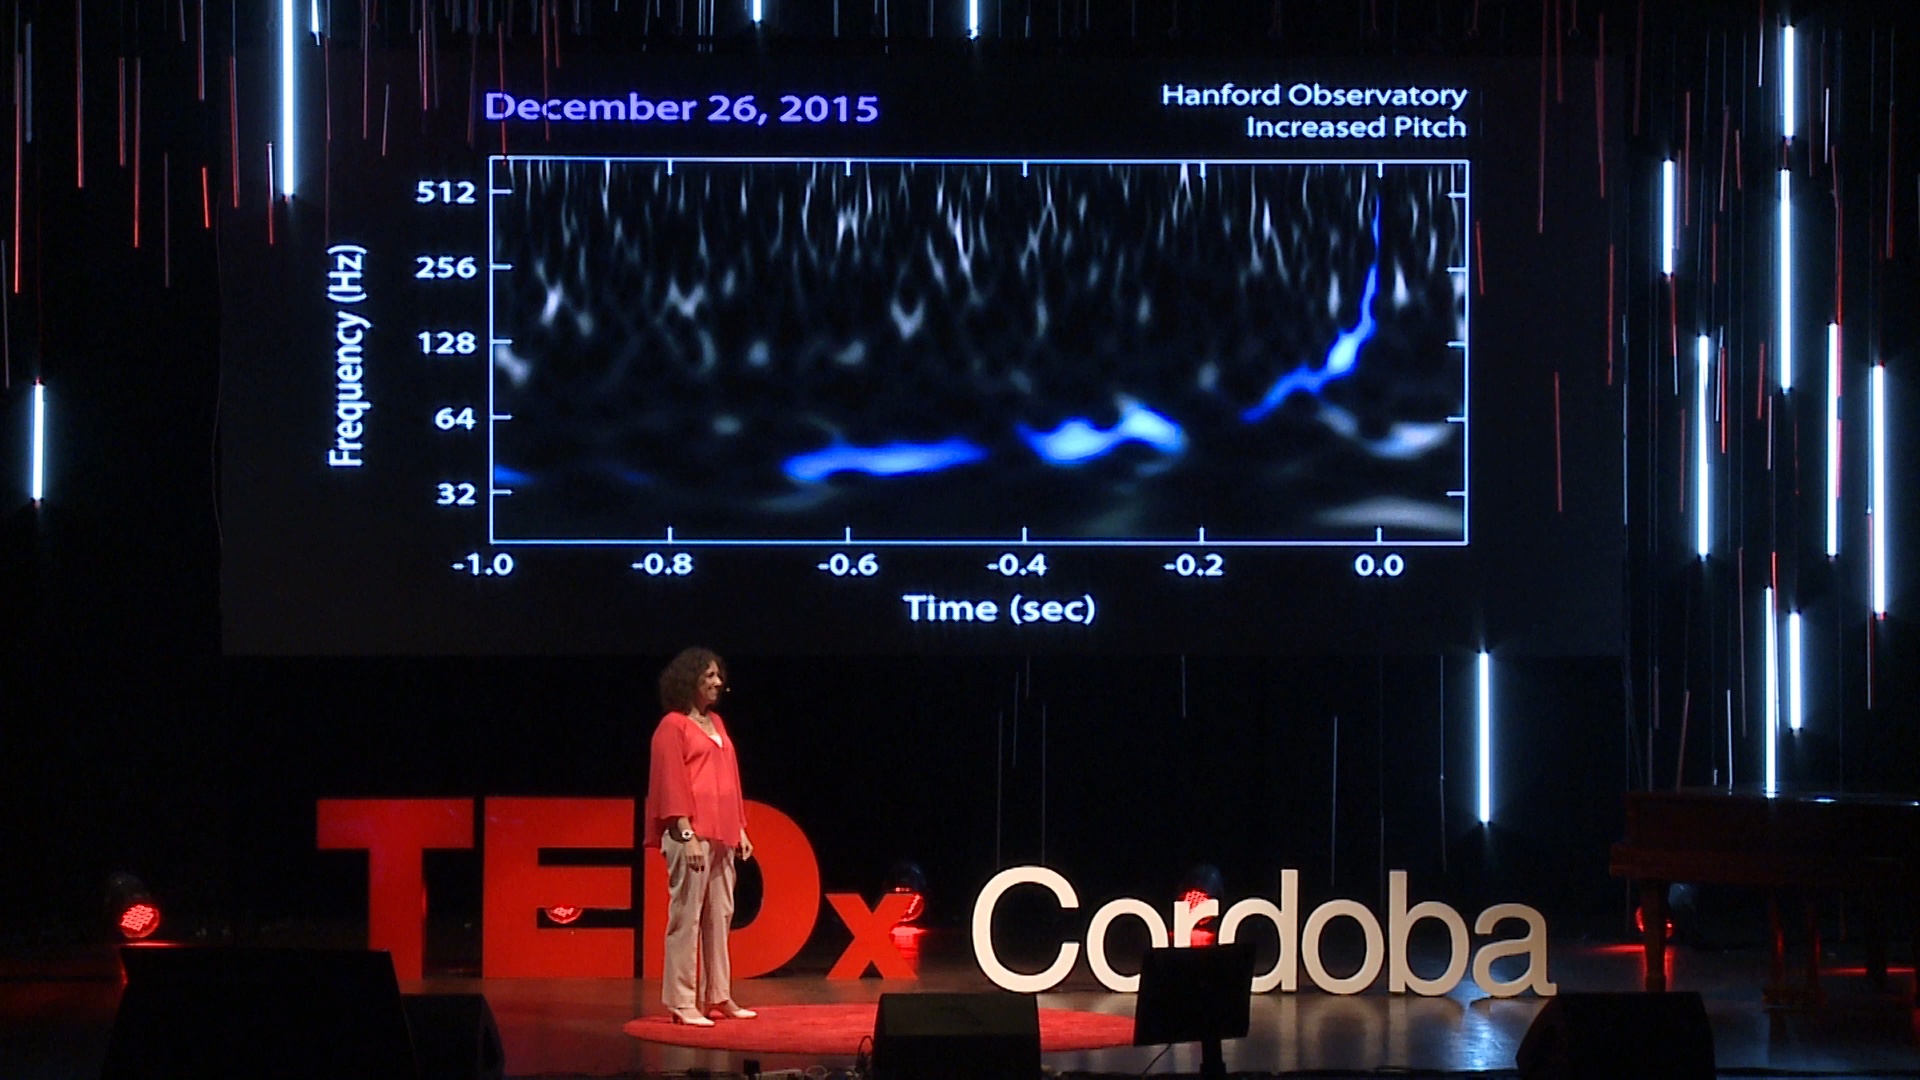 December 26, 2015
Hanford Observatory
Increased Pitch
Frequency (Hz)
512
256
128
64
32
-1.0 -0.8 -0.6 -0.4 -0.2 0.0
Time (sec)
TEDx Cordoba